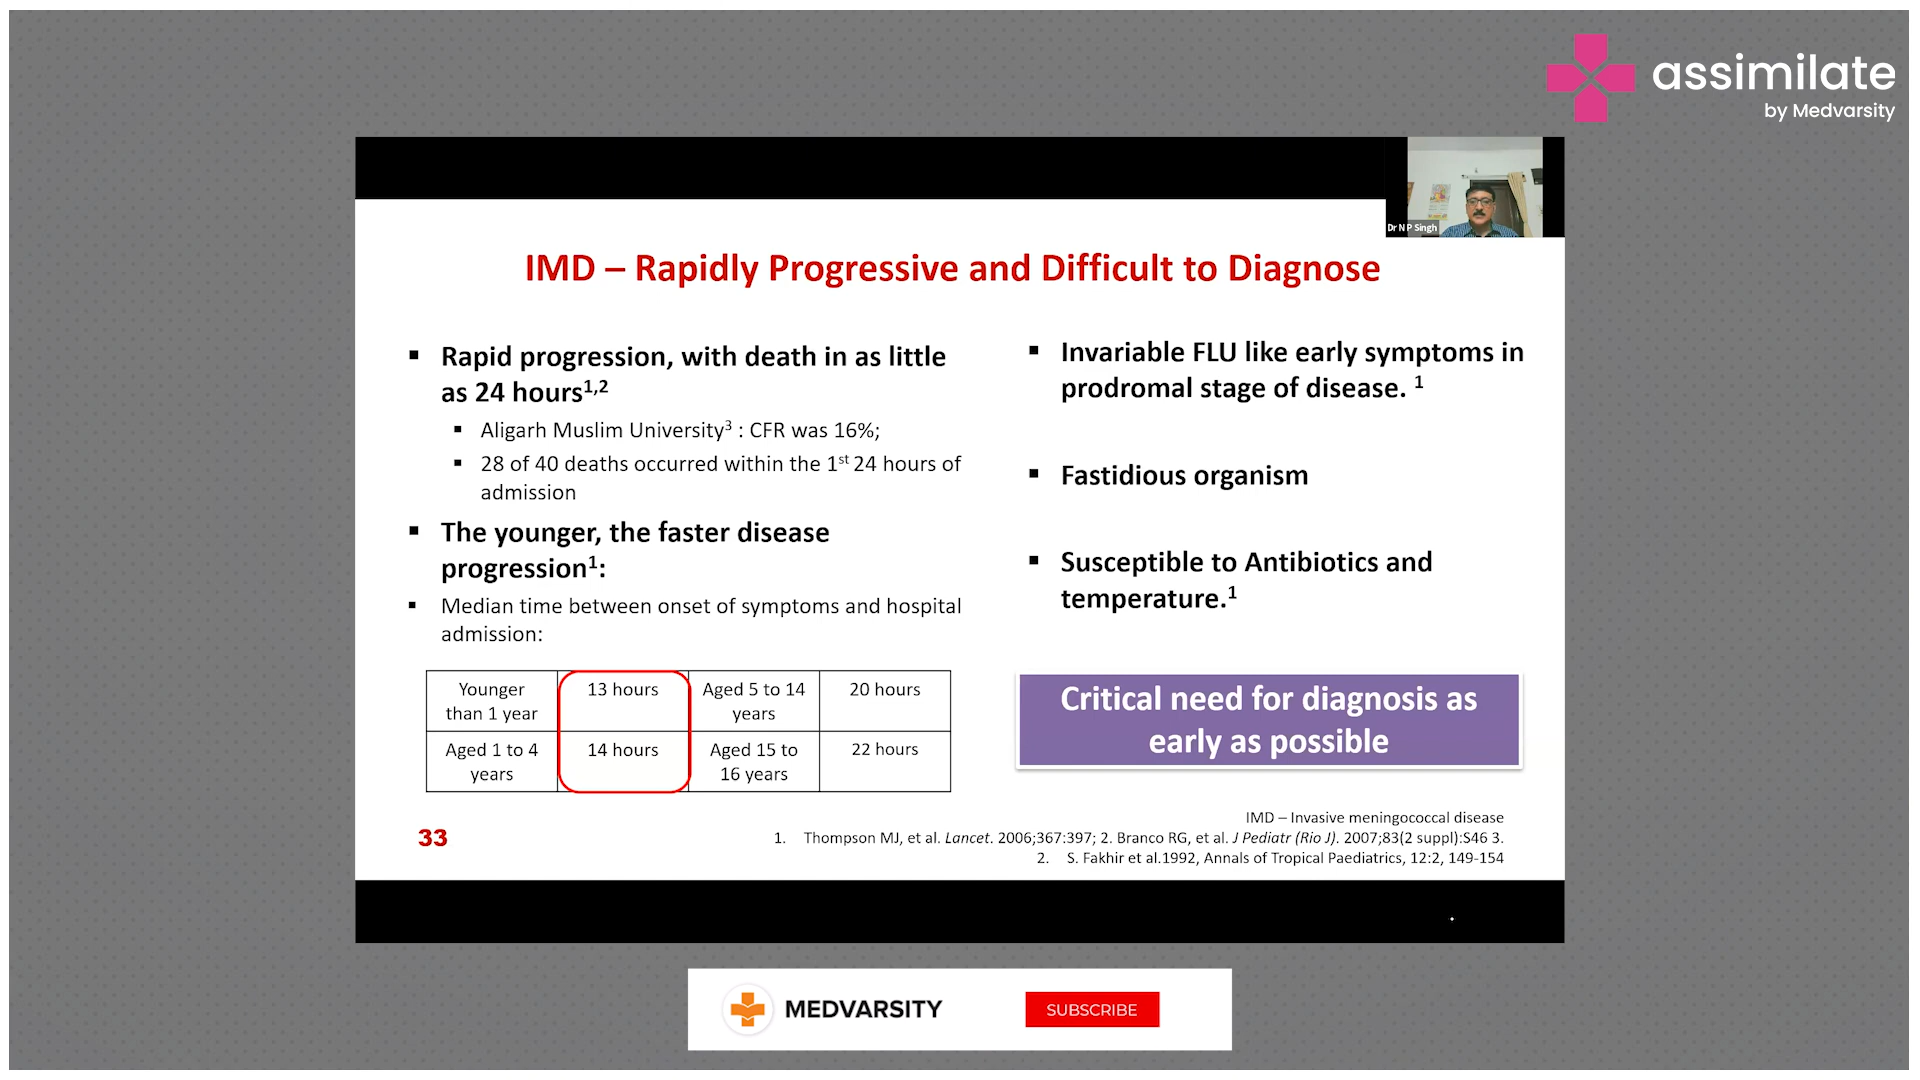 assimilate
by Medvarsity
Dr N P Singh
IMD – Rapidly Progressive and Difficult to Diagnose
▪ Rapid progression, with death in as little
as 24 hours1,2
▪ Aligarh Muslim University3 : CFR was 16%;
▪ 28 of 40 deaths occurred within the 1st 24 hours of
admission
▪ The younger, the faster disease
progression1:
▪ Median time between onset of symptoms and hospital
admission:
Younger
than 1 year
13 hours
Aged 5 to 14
years
20 hours
Aged 1 to 4
years
14 hours
Aged 15 to
16 years
22 hours
▪ Invariable FLU like early symptoms in
prodromal stage of disease. 1
▪ Fastidious organism
▪ Susceptible to Antibiotics and
temperature.1
Critical need for diagnosis as
early as possible
IMD – Invasive meningococcal disease
1. Thompson MJ, et al. Lancet. 2006;367:397; 2. Branco RG, et al. J Pediatr (Rio J). 2007;83(2 suppl):S46 3.
2. S. Fakhir et al.1992, Annals of Tropical Paediatrics, 12:2, 149-154
33
MEDVARSITY
SUBSCRIBE